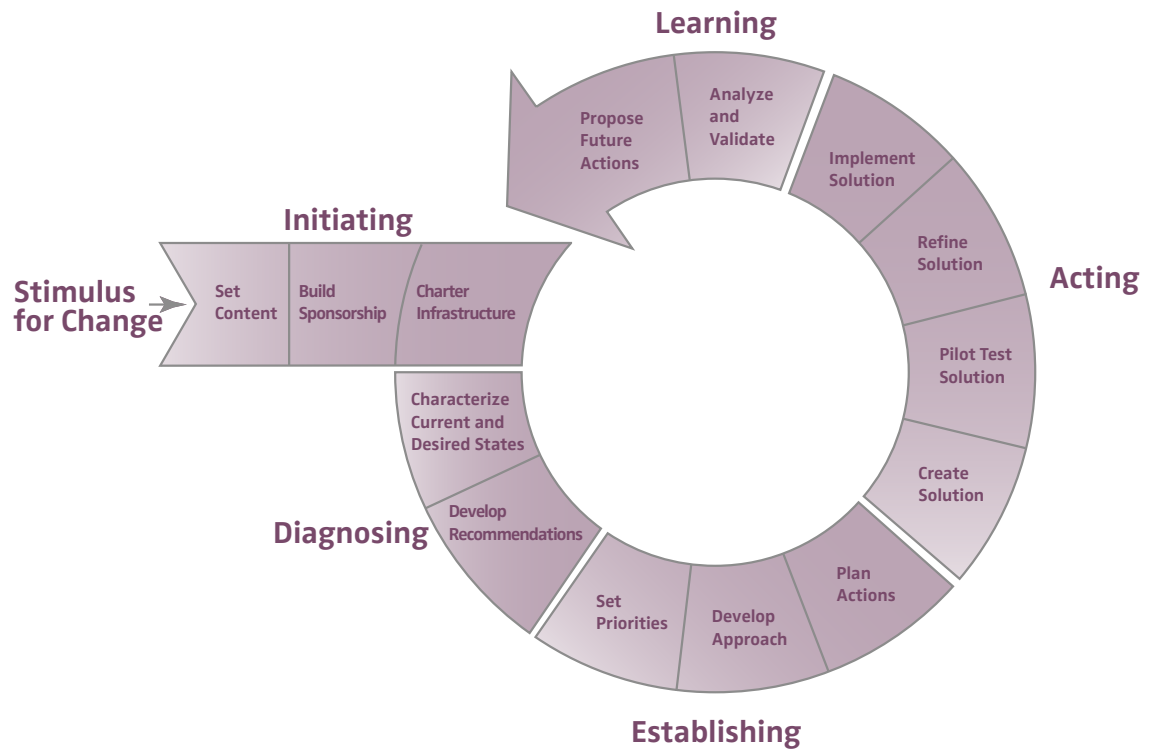 Stimulus
for Change
Initiating
Set
Content
Build
Sponsorship
Charter
Infrastructure
Diagnosing
Characterize
Current and
Desired States
Develop
Recommendations
Establishing
Set
Priorities
Develop
Approach
Plan
Actions
Acting
Create
Solution
Pilot Test
Solution
Refine
Solution
Implement
Solution
Learning
Analyze
and
Validate
Propose
Future
Actions